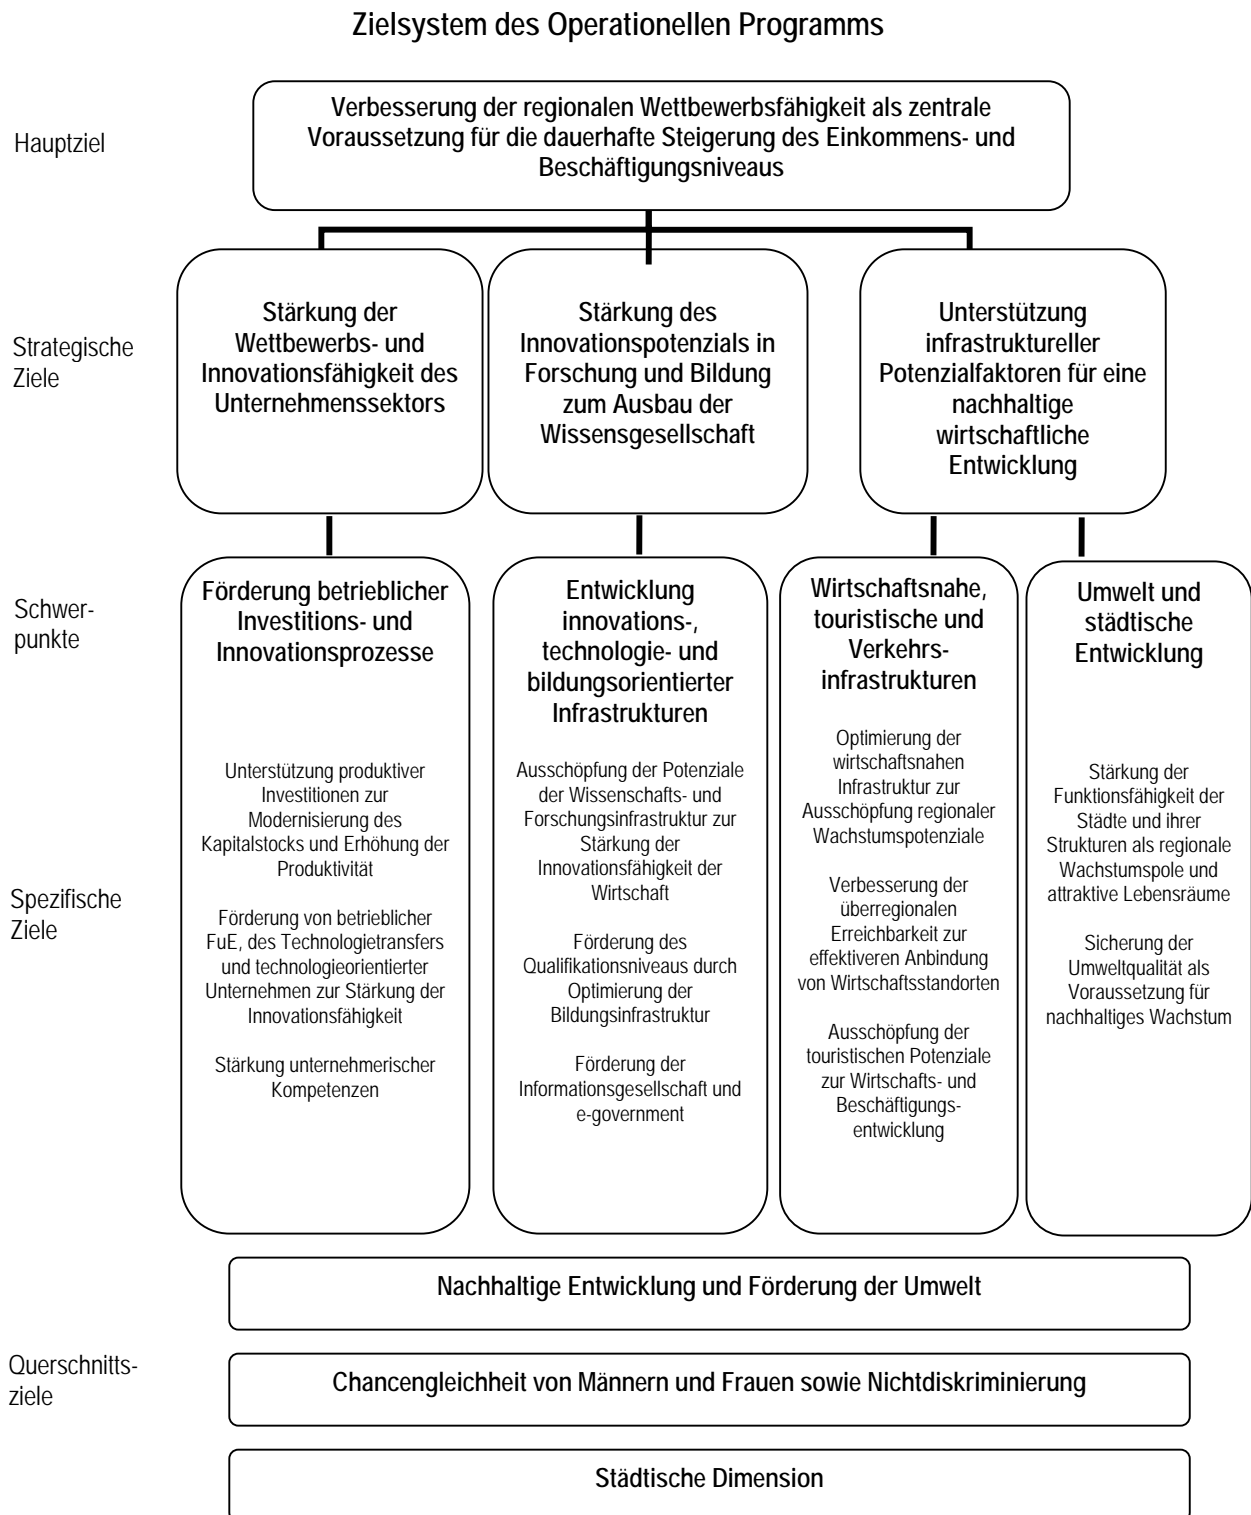 Zielsystem des Operationellen Programms
Hauptziel
Verbesserung der regionalen Wettbewerbsfähigkeit als zentrale
Voraussetzung für die dauerhafte Steigerung des Einkommens- und
Beschäftigungsniveaus
Strategische
Ziele
Stärkung der
Wettbewerbs- und
Innovationsfähigkeit des
Unternehmenssektors
Stärkung des
Innovationspotenzials in
Forschung und Bildung
zum Ausbau der
Wissensgesellschaft
Unterstützung
infrastruktureller
Potenzialfaktoren für eine
nachhaltige
wirtschaftliche
Entwicklung
Schwer-
punkte
Förderung betrieblicher
Investitions- und
Innovationsprozesse
Entwicklung
innovations-,
technologie- und
bildungsorientierter
Infrastrukturen
Wirtschaftsnahe,
touristische und
Verkehrs-
infrastrukturen
Umwelt und
städtische
Entwicklung
Spezifische
Ziele
Unterstützung produktiver
Investitionen zur
Modernisierung des
Kapitalstocks und Erhöhung der
Produktivität
Förderung von betrieblicher
FuE, des Technologietransfers
und technologieorientierter
Unternehmen zur Stärkung der
Innovationsfähigkeit
Stärkung unternehmerischer
Kompetenzen
Ausschöpfung der Potenziale
der Wissenschafts- und
Forschungsinfrastruktur zur
Stärkung der
Innovationsfähigkeit der
Wirtschaft
Förderung des
Qualifikationsniveaus durch
Optimierung der
Bildungsinfrastruktur
Förderung der
Informationsgesellschaft und
e-government
Optimierung der
wirtschaftsnahen
Infrastruktur zur
Ausschöpfung regionaler
Wachstumspotenziale
Verbesserung der
überregionalen
Erreichbarkeit zur
effektiveren Anbindung
von Wirtschaftsstandorten
Ausschöpfung der
touristischen Potenziale
zur Wirtschafts- und
Beschäftigungs-
entwicklung
Stärkung der
Funktionsfähigkeit der
Städte und ihrer
Strukturen als regionale
Wachstumspole und
attraktive Lebensräume
Sicherung der
Umweltqualität als
Voraussetzung für
nachhaltiges Wachstum
Querschnitts-
ziele
Nachhaltige Entwicklung und Förderung der Umwelt
Chancengleichheit von Männern und Frauen sowie Nichtdiskriminierung
Städtische Dimension